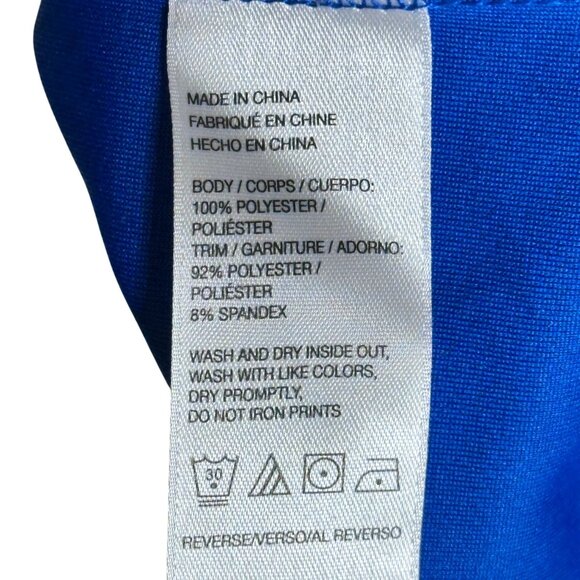 MADE IN CHINA
FABRIQUÉ EN CHINE
HECHO EN CHINA
BODY / CORPS / CUERPO:
100% POLYESTER /
POLIÉSTER
TRIM / GARNITURE / ADORNO:
92% POLYESTER /
POLIÉSTER
8% SPANDEX
WASH AND DRY INSIDE OUT,
WASH WITH LIKE COLORS,
DRY PROMPTLY,
DO NOT IRON PRINTS
30
REVERSE/VERSO/AL REVERSO